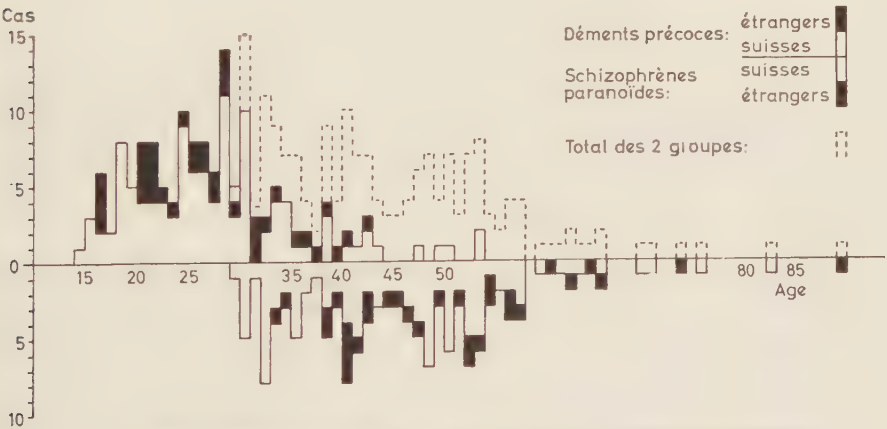 Cas
15
10
5
0
5
10
15 20 25 30 35 40 45 50 80 85
Age
Déments précoces:
étrangers
suisses
Schizophrènes
paranoïdes:
suisses
étrangers
Total des 2 groupes: